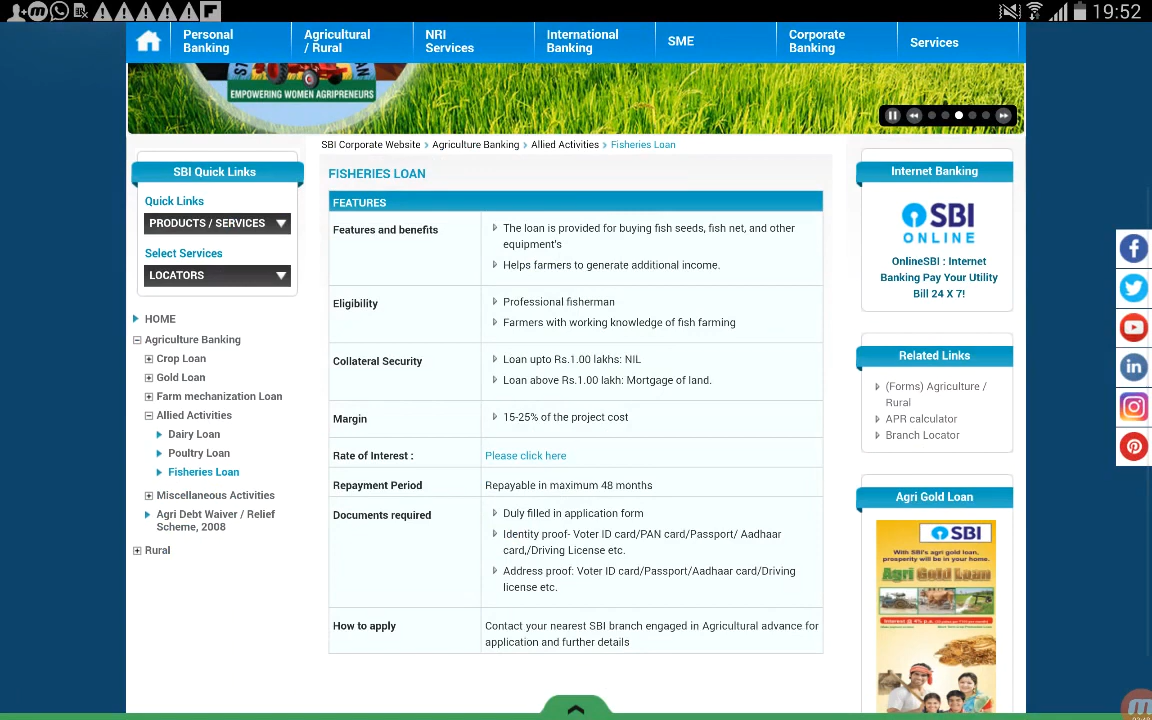 19:52
Personal Banking
Agricultural / Rural
NRI Services
International Banking
SME
Corporate Banking
Services
EMPOWERING WOMEN AGRIPRENEURS
SBI Corporate Website > Agriculture Banking > Allied Activities > Fisheries Loan
SBI Quick Links
Quick Links
PRODUCTS / SERVICES
Select Services
LOCATORS
HOME
Agriculture Banking
Crop Loan
Gold Loan
Farm mechanization Loan
Allied Activities
Dairy Loan
Poultry Loan
Fisheries Loan
Miscellaneous Activities
Agri Debt Waiver / Relief
Scheme, 2008
Rural
FISHERIES LOAN
FEATURES
Features and benefits
The loan is provided for buying fish seeds, fish net, and other
equipment's
Helps farmers to generate additional income.
Eligibility
Professional fisherman
Farmers with working knowledge of fish farming
Collateral Security
Loan upto Rs.1.00 lakhs: NIL
Loan above Rs.1.00 lakh: Mortgage of land.
Margin
15-25% of the project cost
Rate of Interest :
Please click here
Repayment Period
Repayable in maximum 48 months
Documents required
Duly filled in application form
Identity proof- Voter ID card/PAN card/Passport/ Aadhaar
card,/Driving License etc.
Address proof: Voter ID card/Passport/Aadhaar card/Driving
license etc.
How to apply
Contact your nearest SBI branch engaged in Agricultural advance for
application and further details
Internet Banking
SBI
ONLINE
OnlineSBI : Internet
Banking Pay Your Utility
Bill 24 X 7!
Related Links
(Forms) Agriculture /
Rural
APR calculator
Branch Locator
Agri Gold Loan
SBI
With SBI's agri gold loan,
prosperity will be in your home.
Agri Gold Loan